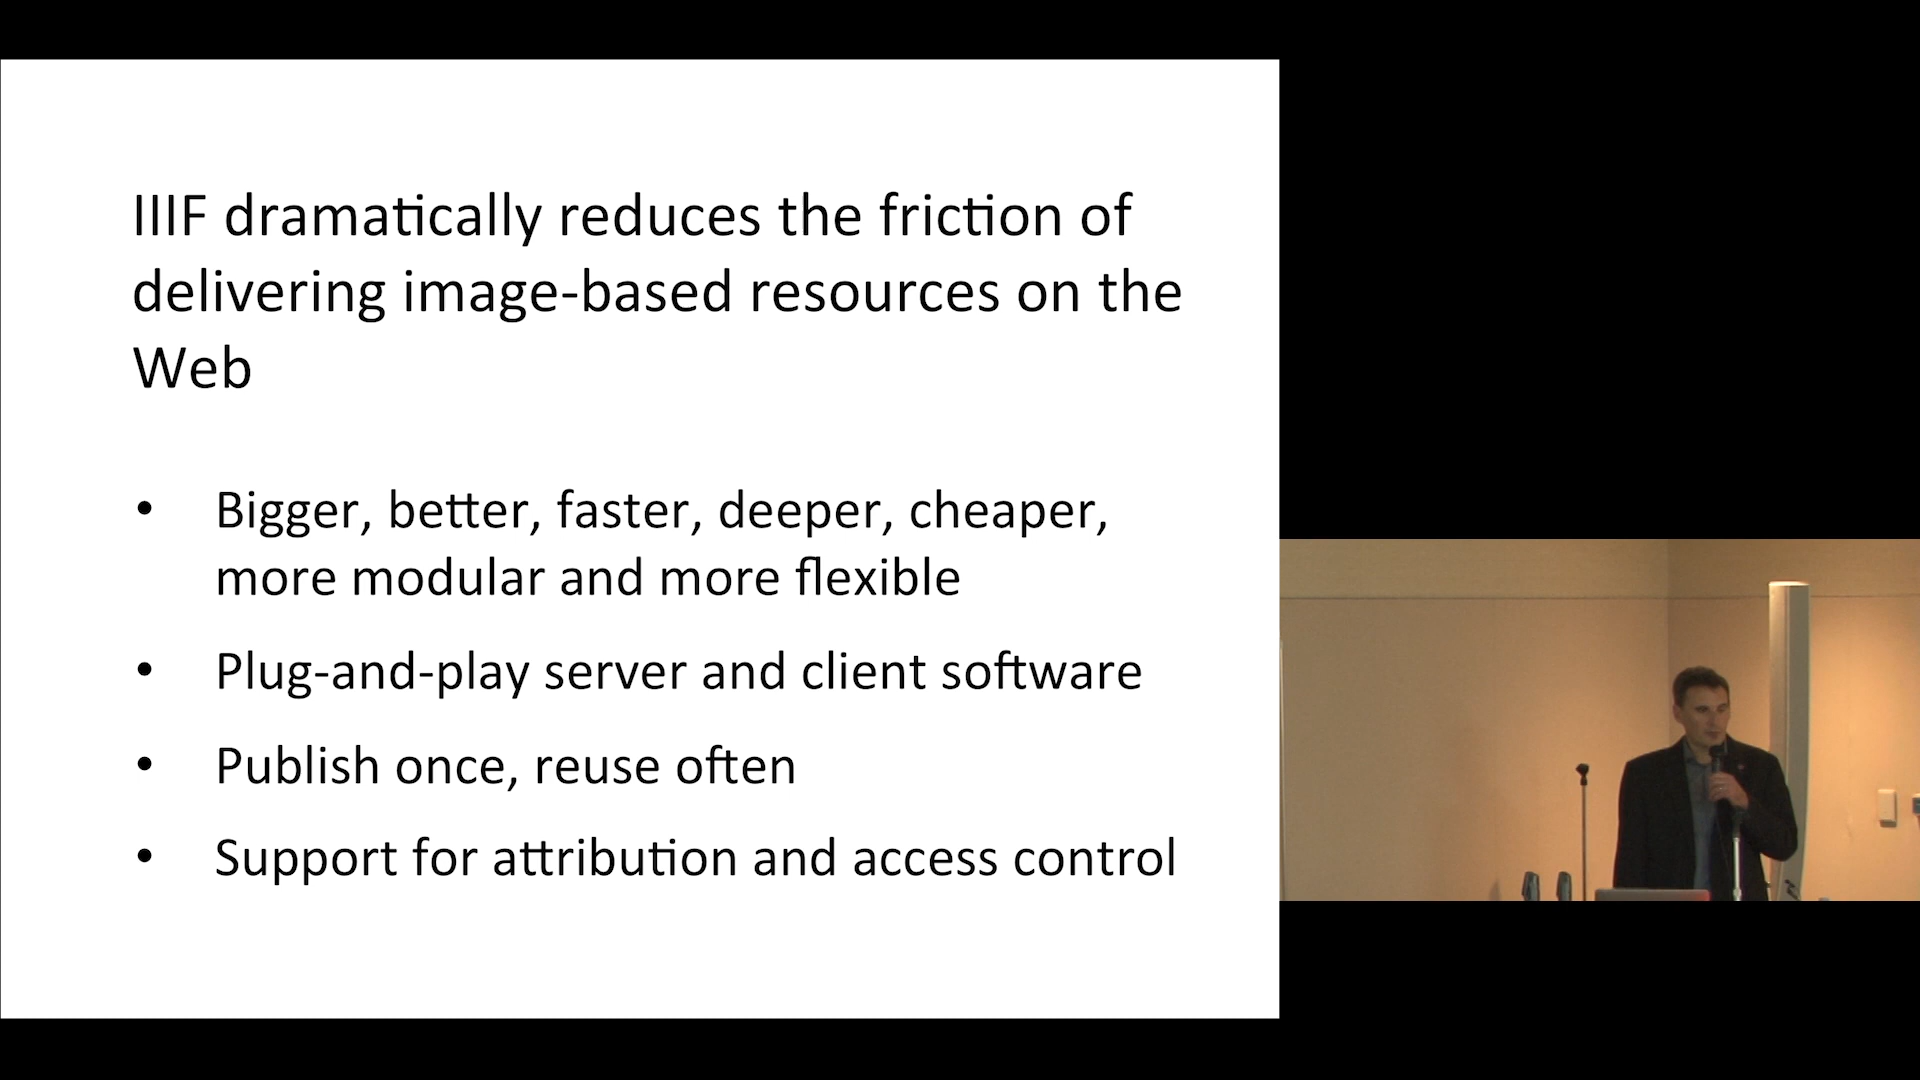 IIIF dramatically reduces the friction of
delivering image-based resources on the
Web
• Bigger, better, faster, deeper, cheaper,
more modular and more flexible
• Plug-and-play server and client software
• Publish once, reuse often
• Support for attribution and access control